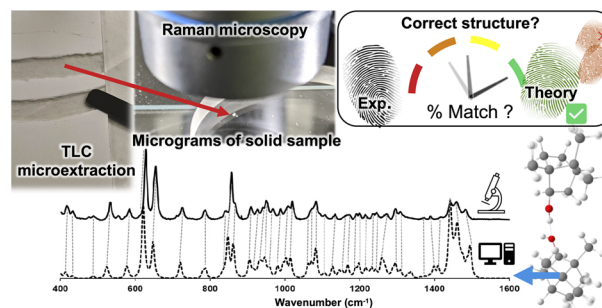 Raman microscopy
Correct structure?
Exp.
Theory
% Match ?
TLC
microextraction
Micrograms of solid sample
400
600
800
1000
1200
1400
1600
Wavenumber (cm⁻¹)